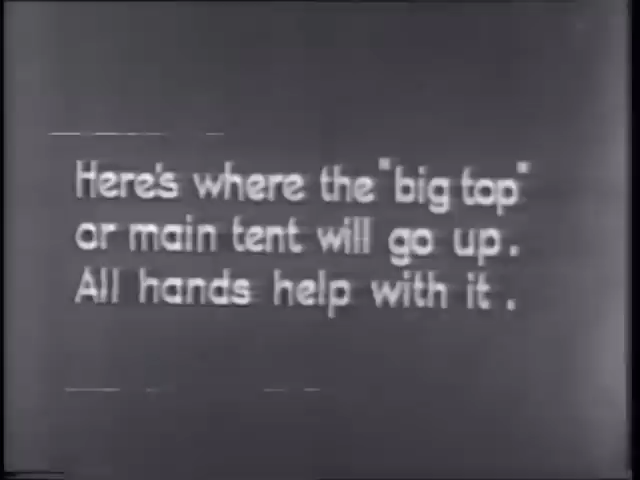 Here's where the "big top"
or main tent will go up.
All hands help with it.